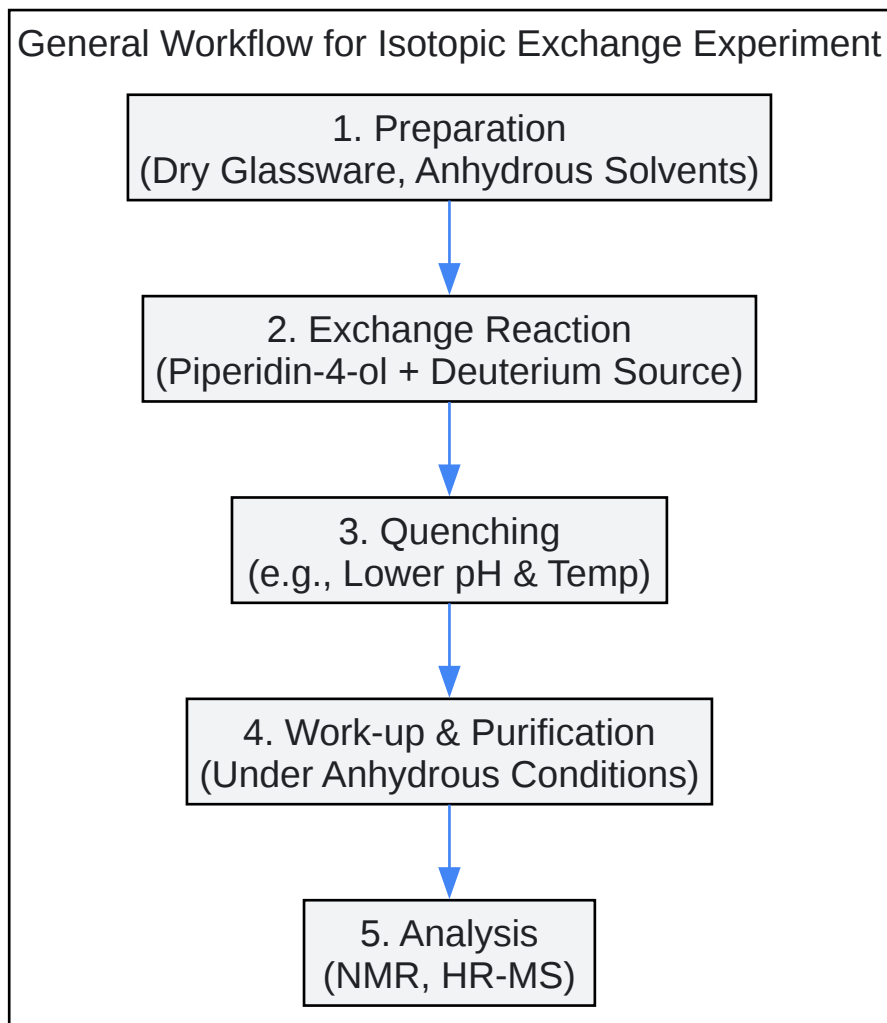 General Workflow for Isotopic Exchange Experiment
1. Preparation
(Dry Glassware, Anhydrous Solvents)
2. Exchange Reaction
(Piperidin-4-ol + Deuterium Source)
3. Quenching
(e.g., Lower pH & Temp)
4. Work-up & Purification
(Under Anhydrous Conditions)
5. Analysis
(NMR, HR-MS)